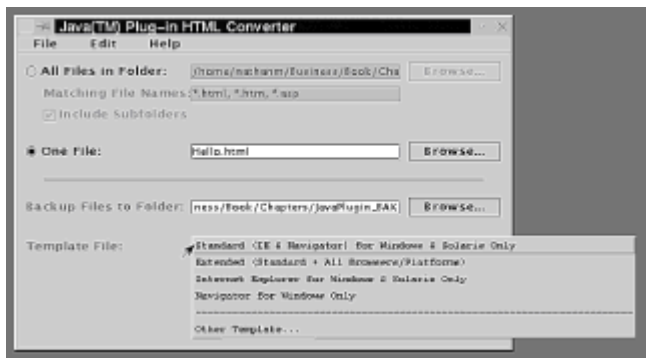 Java(TM) Plug-in HTML Converter
File Edit Help
All Files in Folder: /home/nathanm/Business/Book/Cha Browse...
Matching File Names: *.html, *.htm, *.asp
Include Subfolders
One File: Hello.html Browse...
Backup Files to Folder: ness/Book/Chapters/JavaPlugin_BAK Browse...
Template File: Standard (IE & Navigator) for Windows & Solaris Only
Extended (Standard + All Browsers/Platforms)
Internet Explorer for Windows & Solaris Only
Navigator for Windows Only
Other Template...